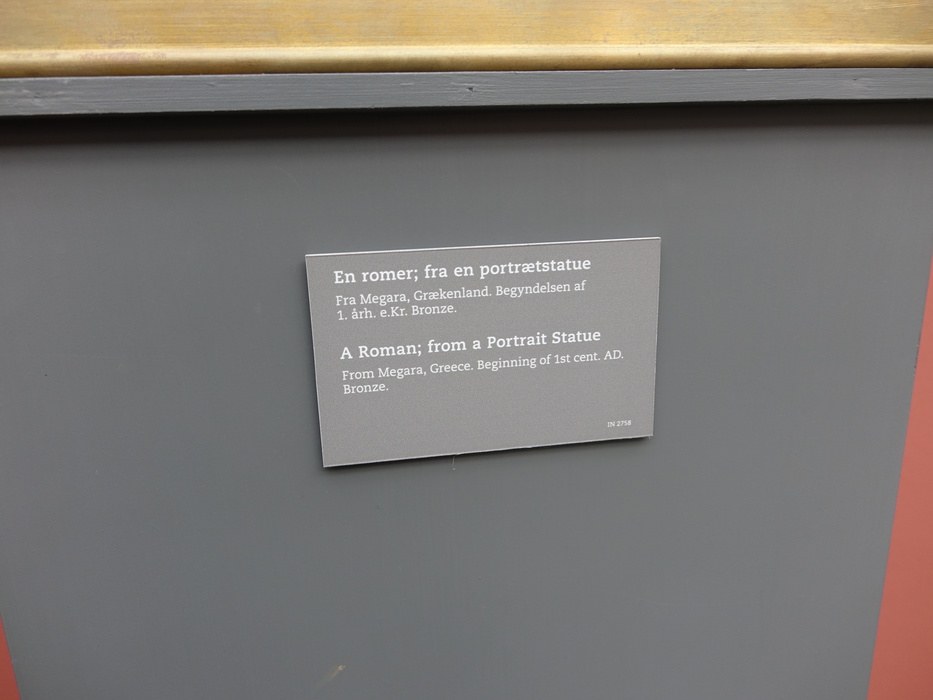 En romer; fra en portrætstatue
Fra Megara, Grækenland. Begyndelsen af
1. årh. e.Kr. Bronze.
A Roman; from a Portrait Statue
From Megara, Greece. Beginning of 1st cent. AD.
Bronze.
IN 2758